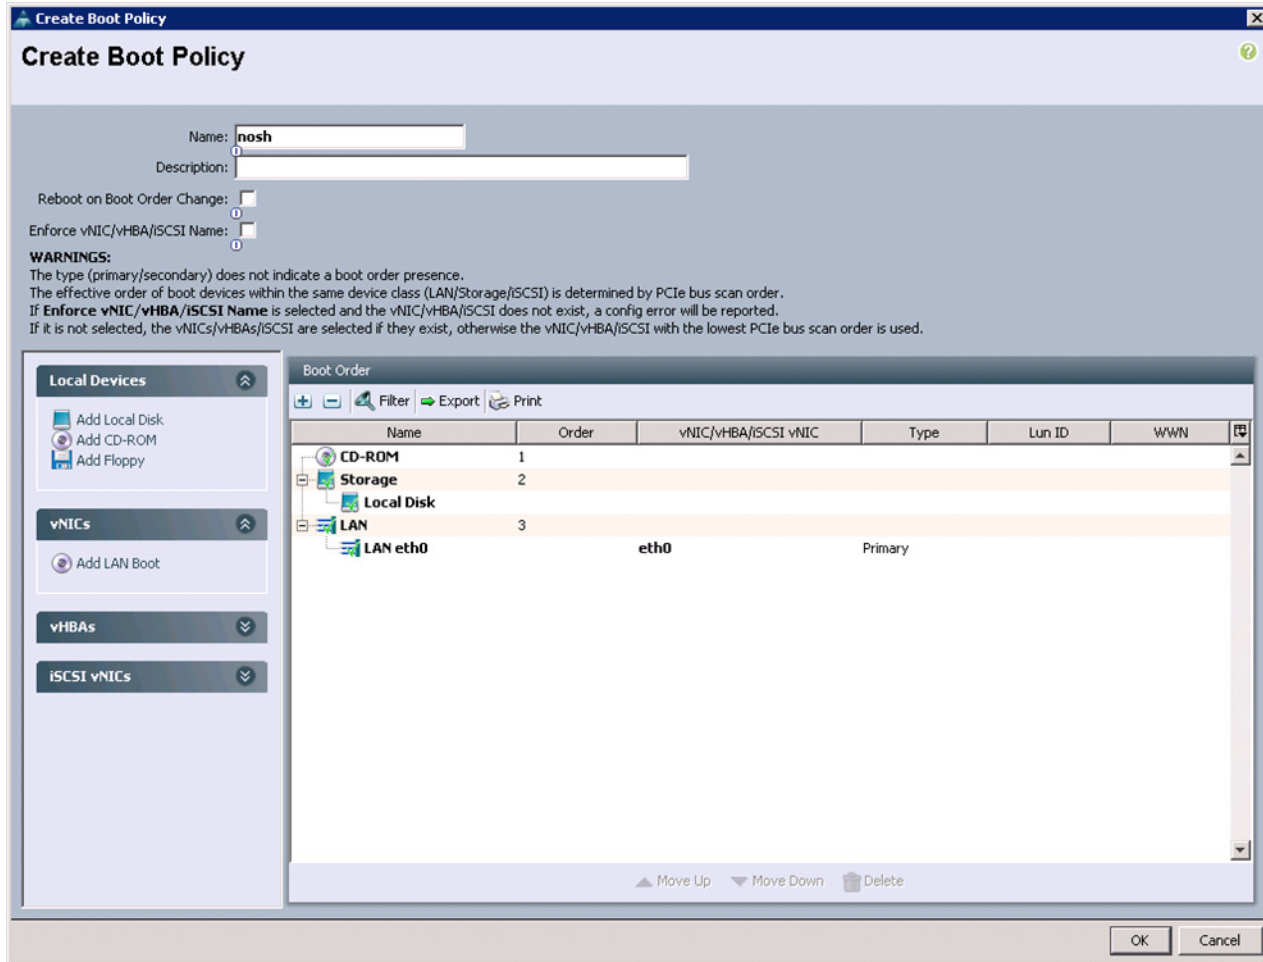 Create Boot Policy
Create Boot Policy
Name: nosh
Description:
Reboot on Boot Order Change:
Enforce vNIC/vHBA/iSCSI Name:
WARNINGS:
The type (primary/secondary) does not indicate a boot order presence.
The effective order of boot devices within the same device class (LAN/Storage/iSCSI) is determined by PCIe bus scan order.
If Enforce vNIC/vHBA/iSCSI Name is selected and the vNIC/vHBA/iSCSI does not exist, a config error will be reported.
If it is not selected, the vNICs/vHBAs/iSCSI are selected if they exist, otherwise the vNIC/vHBA/iSCSI with the lowest PCIe bus scan order is used.
Local Devices
Add Local Disk
Add CD-ROM
Add Floppy
vNICs
Add LAN Boot
vHBAs
iSCSI vNICs
Boot Order
Filter Export Print
Name Order vNIC/vHBA/iSCSI vNIC Type Lun ID WWN
CD-ROM 1
Storage 2
Local Disk
LAN 3
LAN eth0 eth0 Primary
Move Up Move Down Delete
OK Cancel